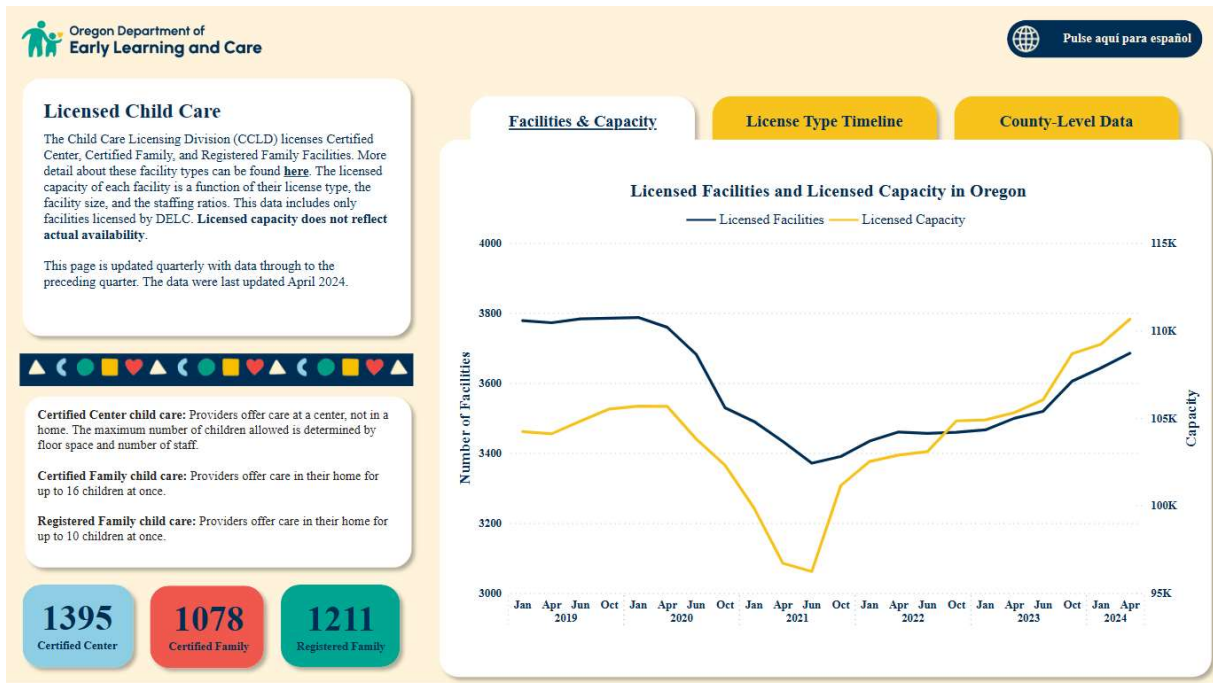 Oregon Department of
Early Learning and Care
Pulse aquí para español
Licensed Child Care
The Child Care Licensing Division (CCLD) licenses Certified
Center, Certified Family, and Registered Family Facilities. More
detail about these facility types can be found here. The licensed
capacity of each facility is a function of their license type, the
facility size, and the staffing ratios. This data includes only
facilities licensed by DELC. Licensed capacity does not reflect
actual availability.
This page is updated quarterly with data through to the
preceding quarter. The data were last updated April 2024.
Certified Center child care: Providers offer care at a center, not in a
home. The maximum number of children allowed is determined by
floor space and number of staff.
Certified Family child care: Providers offer care in their home for
up to 16 children at once.
Registered Family child care: Providers offer care in their home for
up to 10 children at once.
1395
Certified Center
1078
Certified Family
1211
Registered Family
Facilities & Capacity
License Type Timeline
County-Level Data
Licensed Facilities and Licensed Capacity in Oregon
Licensed Facilities Licensed Capacity
Number of Facilities
4000
3800
3600
3400
3200
3000
115K
110K
105K
100K
95K
Capacity
Jan Apr Jun Oct Jan Apr Jun Oct Jan Apr Jun Oct Jan Apr Jun Oct Jan Apr Jun Oct Jan Apr
2019 2020 2021 2022 2023 2024